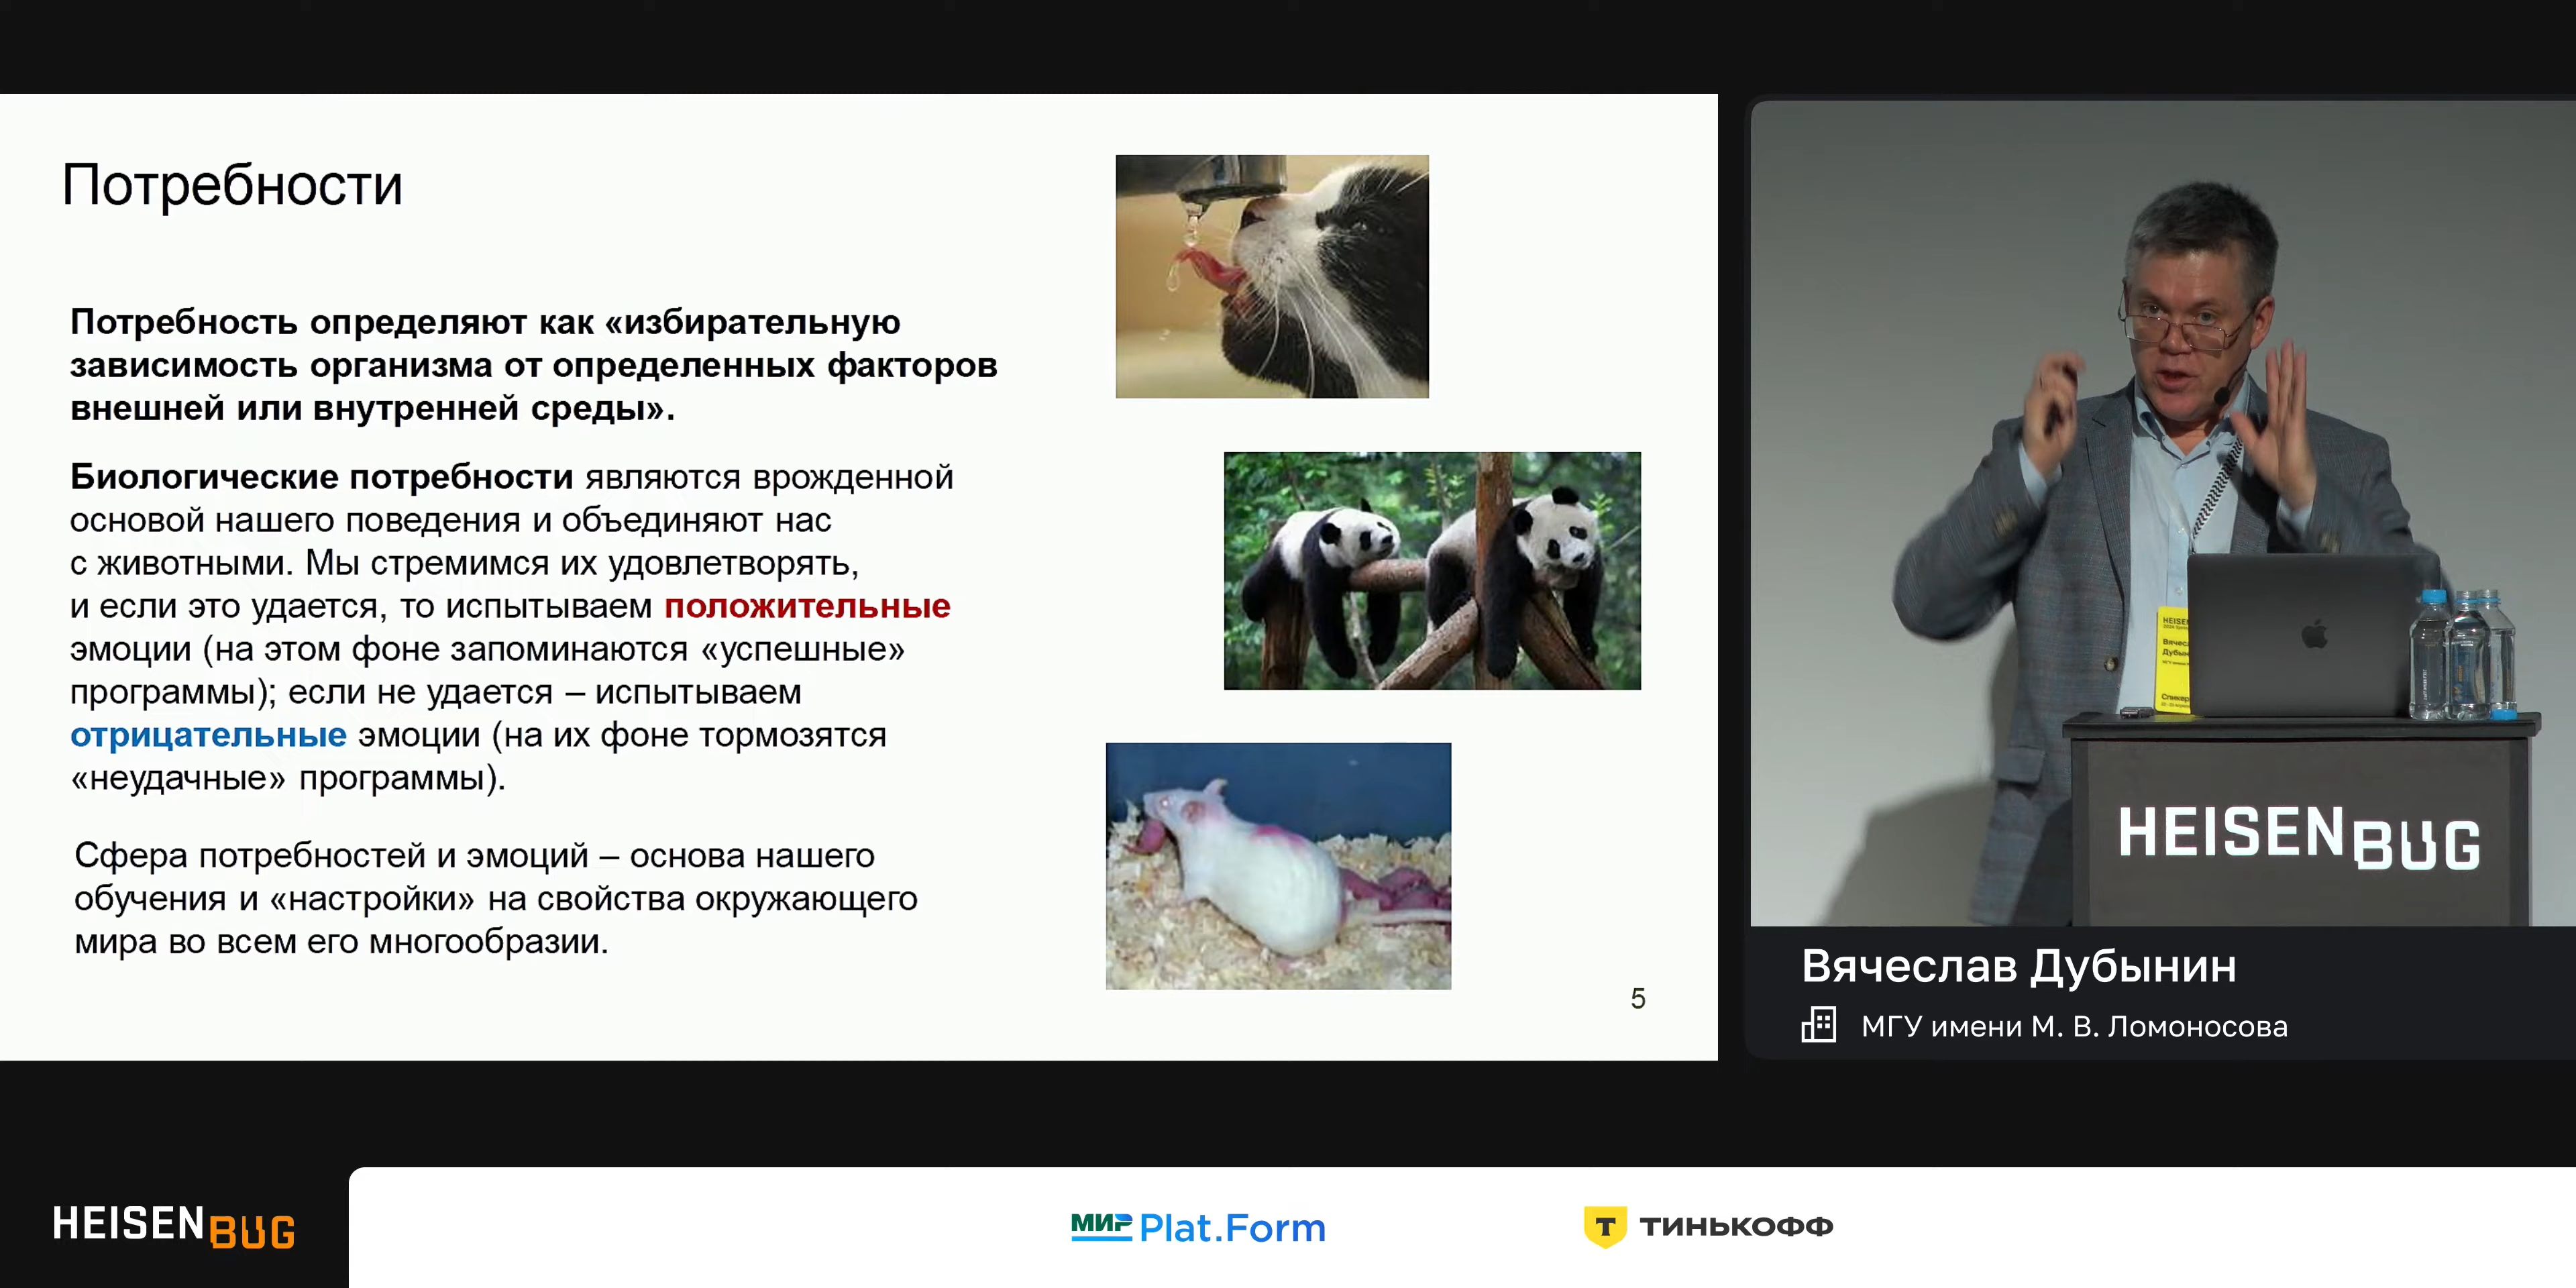 Потребности
Потребность определяют как «избирательную
зависимость организма от определенных факторов
внешней или внутренней среды».
Биологические потребности являются врожденной
основой нашего поведения и объединяют нас
с животными. Мы стремимся их удовлетворять,
и если это удается, то испытываем положительные
эмоции (на этом фоне запоминаются «успешные»
программы); если не удается – испытываем
отрицательные эмоции (на их фоне тормозятся
«неудачные» программы).
Сфера потребностей и эмоций – основа нашего
обучения и «настройки» на свойства окружающего
мира во всем его многообразии.
5
HEISEN
Спикер
HEISENBUG
Вячеслав Дубынин
МГУ имени М. В. Ломоносова
HEISENBUG
МИР Plat.Form
Т ТИНЬКОФФ